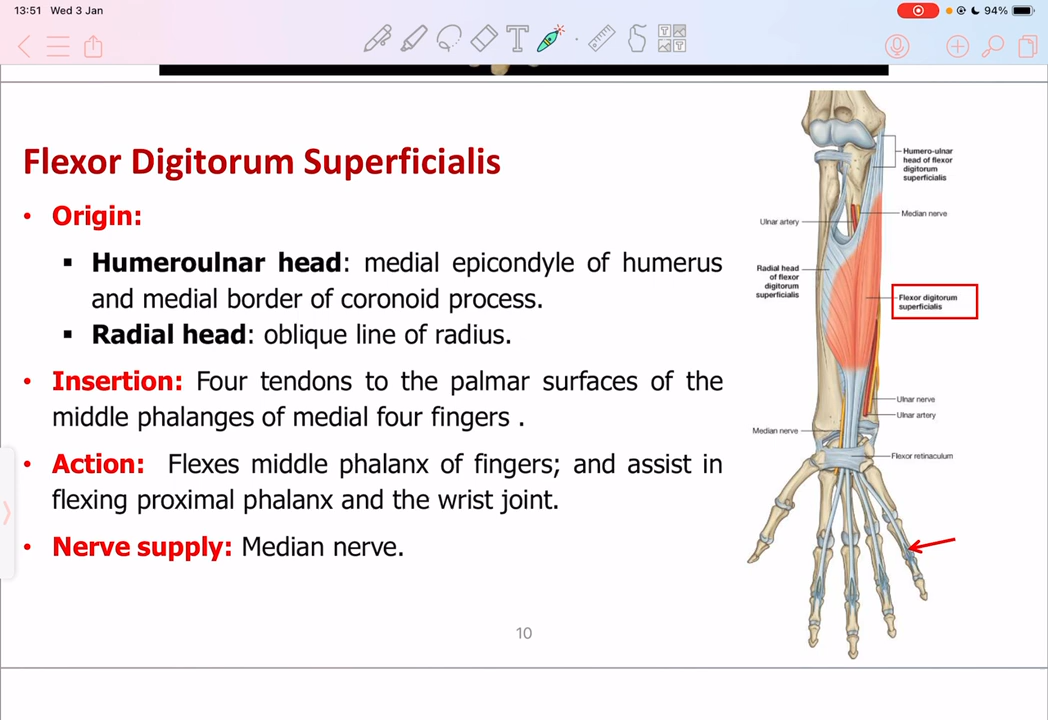 13:51 Wed 3 Jan
94%
T
Flexor Digitorum Superficialis
• Origin:
▪ Humeroulnar head: medial epicondyle of humerus
and medial border of coronoid process.
▪ Radial head: oblique line of radius.
• Insertion: Four tendons to the palmar surfaces of the
middle phalanges of medial four fingers .
• Action: Flexes middle phalanx of fingers; and assist in
flexing proximal phalanx and the wrist joint.
• Nerve supply: Median nerve.
10
Humero-ulnar
head of flexor
digitorum
superficialis
Median nerve
Ulnar artery
Radial head
of flexor
digitorum
superficialis
Flexor digitorum
superficialis
Ulnar nerve
Ulnar artery
Median nerve
Flexor retinaculum